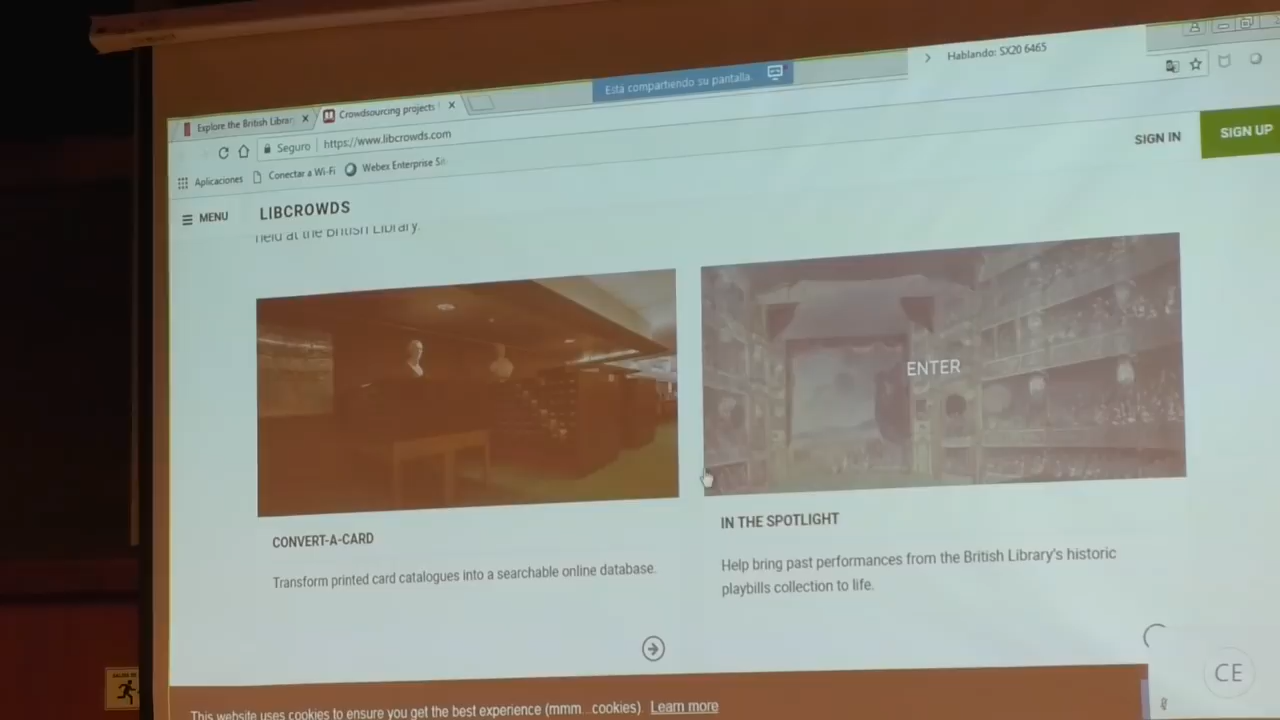 Hablando: SX20 6465
Está compartiendo su pantalla.
Explore the British Librar
Crowdsourcing projects
Seguro
https://www.libcrowds.com
Aplicaciones
Conectar a Wi-Fi
Webex Enterprise Si
SIGN IN
SIGN UP
MENU
LIBCROWDS
held at the British Library.
ENTER
CONVERT-A-CARD
IN THE SPOTLIGHT
Transform printed card catalogues into a searchable online database.
Help bring past performances from the British Library's historic
playbills collection to life.
CE
This website uses cookies to ensure you get the best experience (mmm...cookies) Learn more